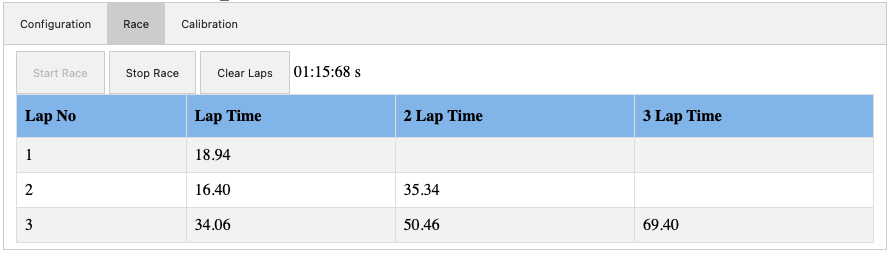 Configuration Race Calibration
Start Race Stop Race Clear Laps 01:15:68 s
Lap No Lap Time 2 Lap Time 3 Lap Time
1 18.94
2 16.40 35.34
3 34.06 50.46 69.40